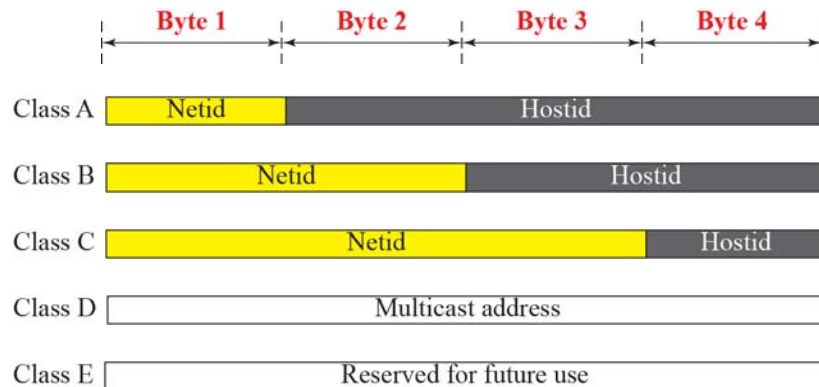 Byte 1 Byte 2 Byte 3 Byte 4
Class A Netid Hostid
Class B Netid Hostid
Class C Netid Hostid
Class D Multicast address
Class E Reserved for future use